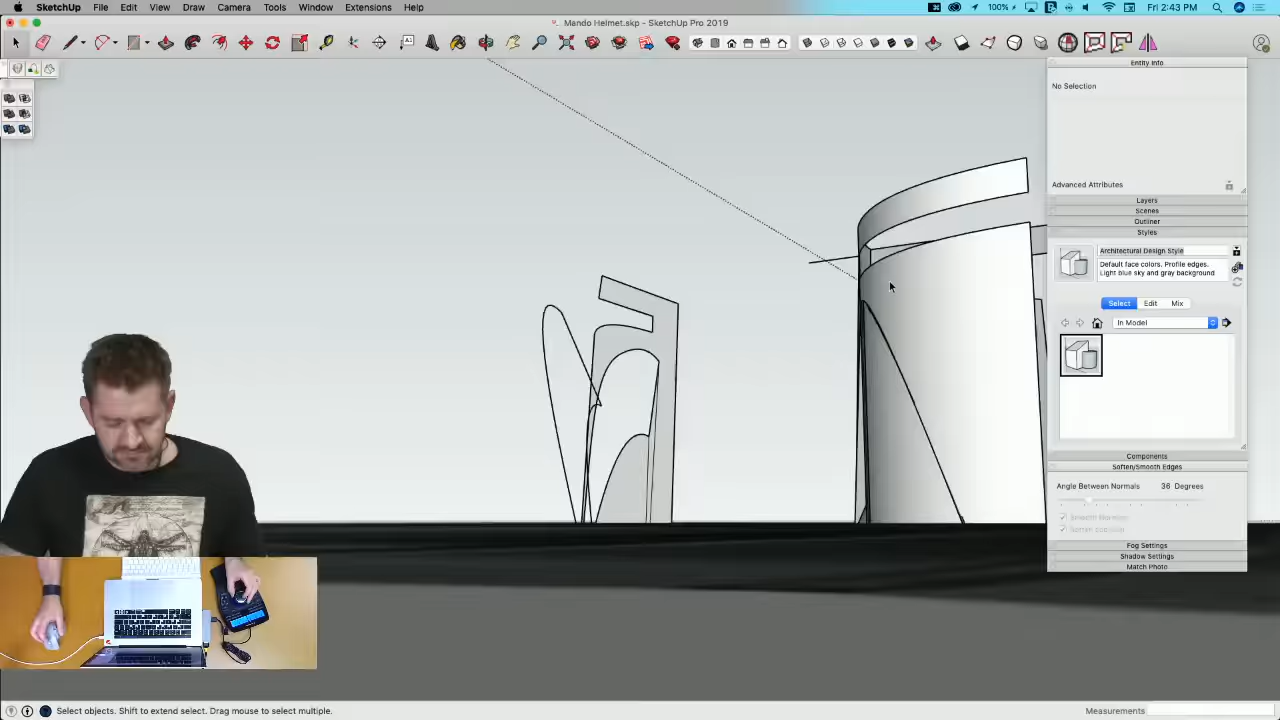 SketchUp File Edit View Draw Camera Tools Window Extensions Help
100% Fri 2:43 PM
Mando Helmet.skp - SketchUp Pro 2019
Entity Info
No Selection
Advanced Attributes
Layers
Scenes
Outliner
Styles
Architectural Design Style
Default face colors. Profile edges.
Light blue sky and gray background
Select Edit Mix
In Model
Components
Soften/Smooth Edges
Angle Between Normals 36 Degrees
Smooth Normals
Soften coplanar
Fog Settings
Shadow Settings
Match Photo
Select objects. Shift to extend select. Drag mouse to select multiple.
Measurements